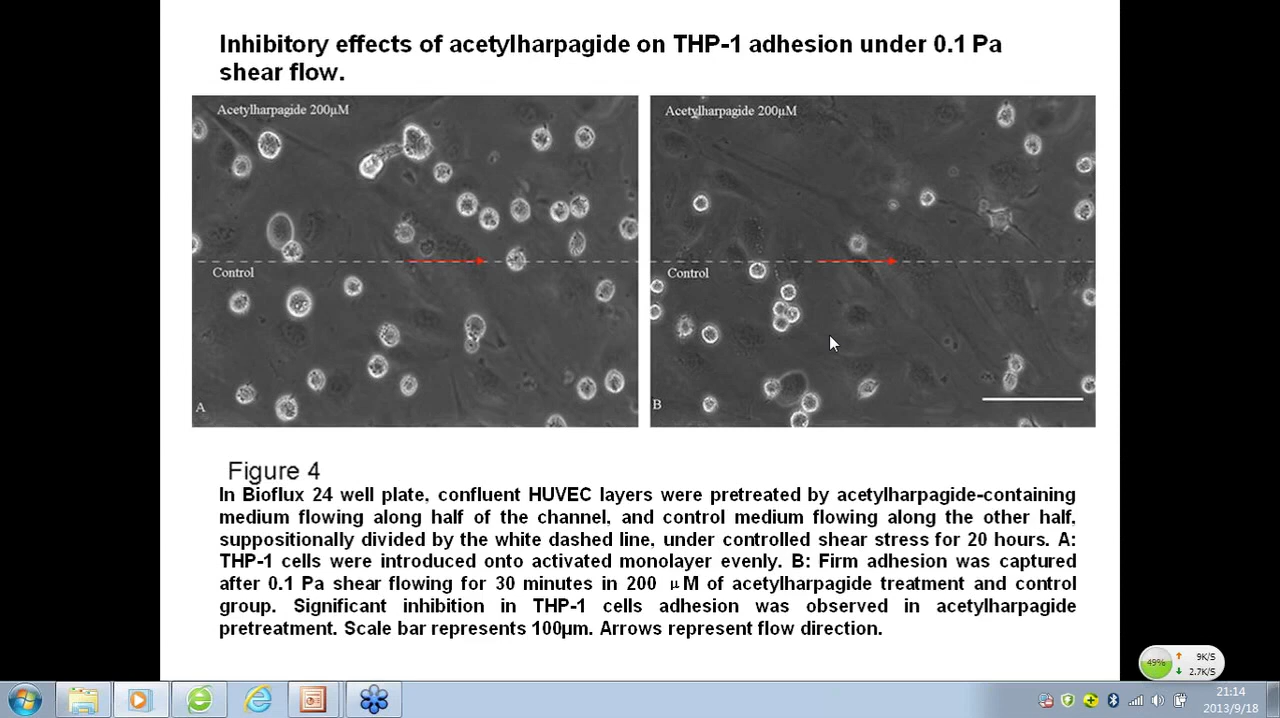 Inhibitory effects of acetylharpagide on THP-1 adhesion under 0.1 Pa
shear flow.
Acetylharpagide 200μM
Control
A
Acetylharpagide 200μM
Control
B
Figure 4
In Bioflux 24 well plate, confluent HUVEC layers were pretreated by acetylharpagide-containing
medium flowing along half of the channel, and control medium flowing along the other half,
suppositionally divided by the white dashed line, under controlled shear stress for 20 hours. A:
THP-1 cells were introduced onto activated monolayer evenly. B: Firm adhesion was captured
after 0.1 Pa shear flowing for 30 minutes in 200 μM of acetylharpagide treatment and control
group. Significant inhibition in THP-1 cells adhesion was observed in acetylharpagide
pretreatment. Scale bar represents 100μm. Arrows represent flow direction.
49%
9K/S
2.7K/S
21:14
2013/9/18